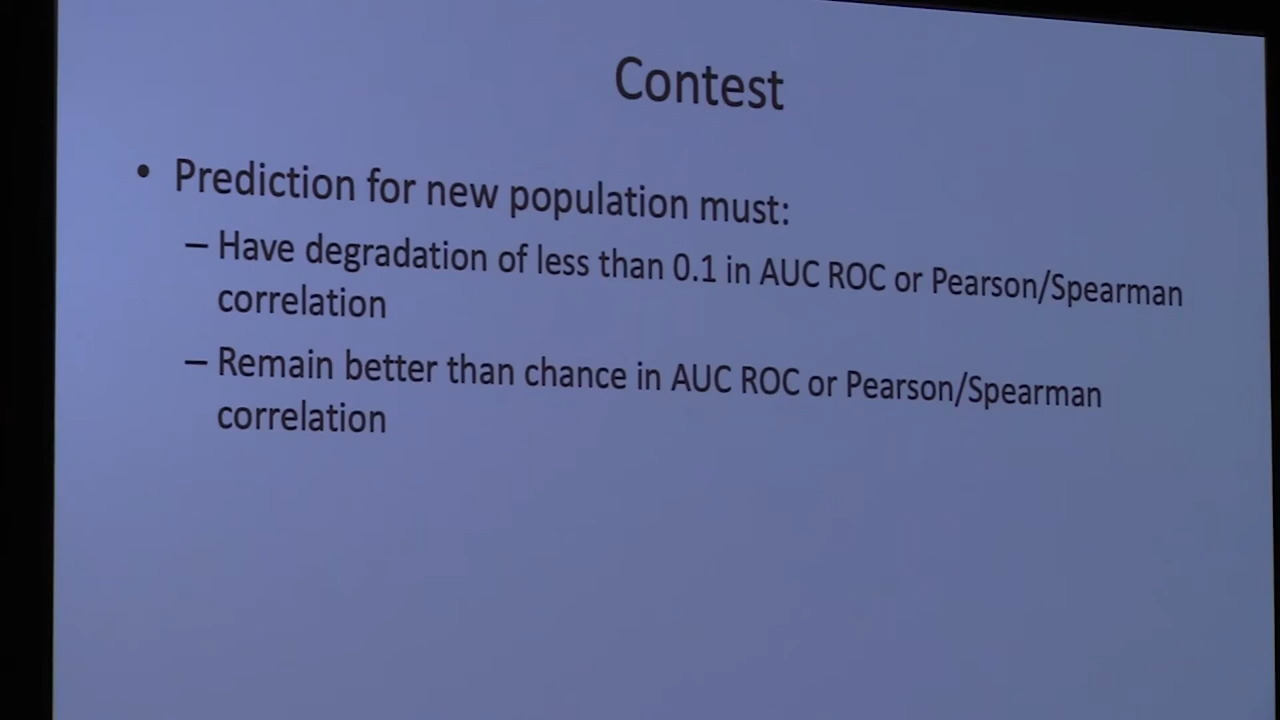 Contest
• Prediction for new population must:
– Have degradation of less than 0.1 in AUC ROC or Pearson/Spearman
correlation
– Remain better than chance in AUC ROC or Pearson/Spearman
correlation